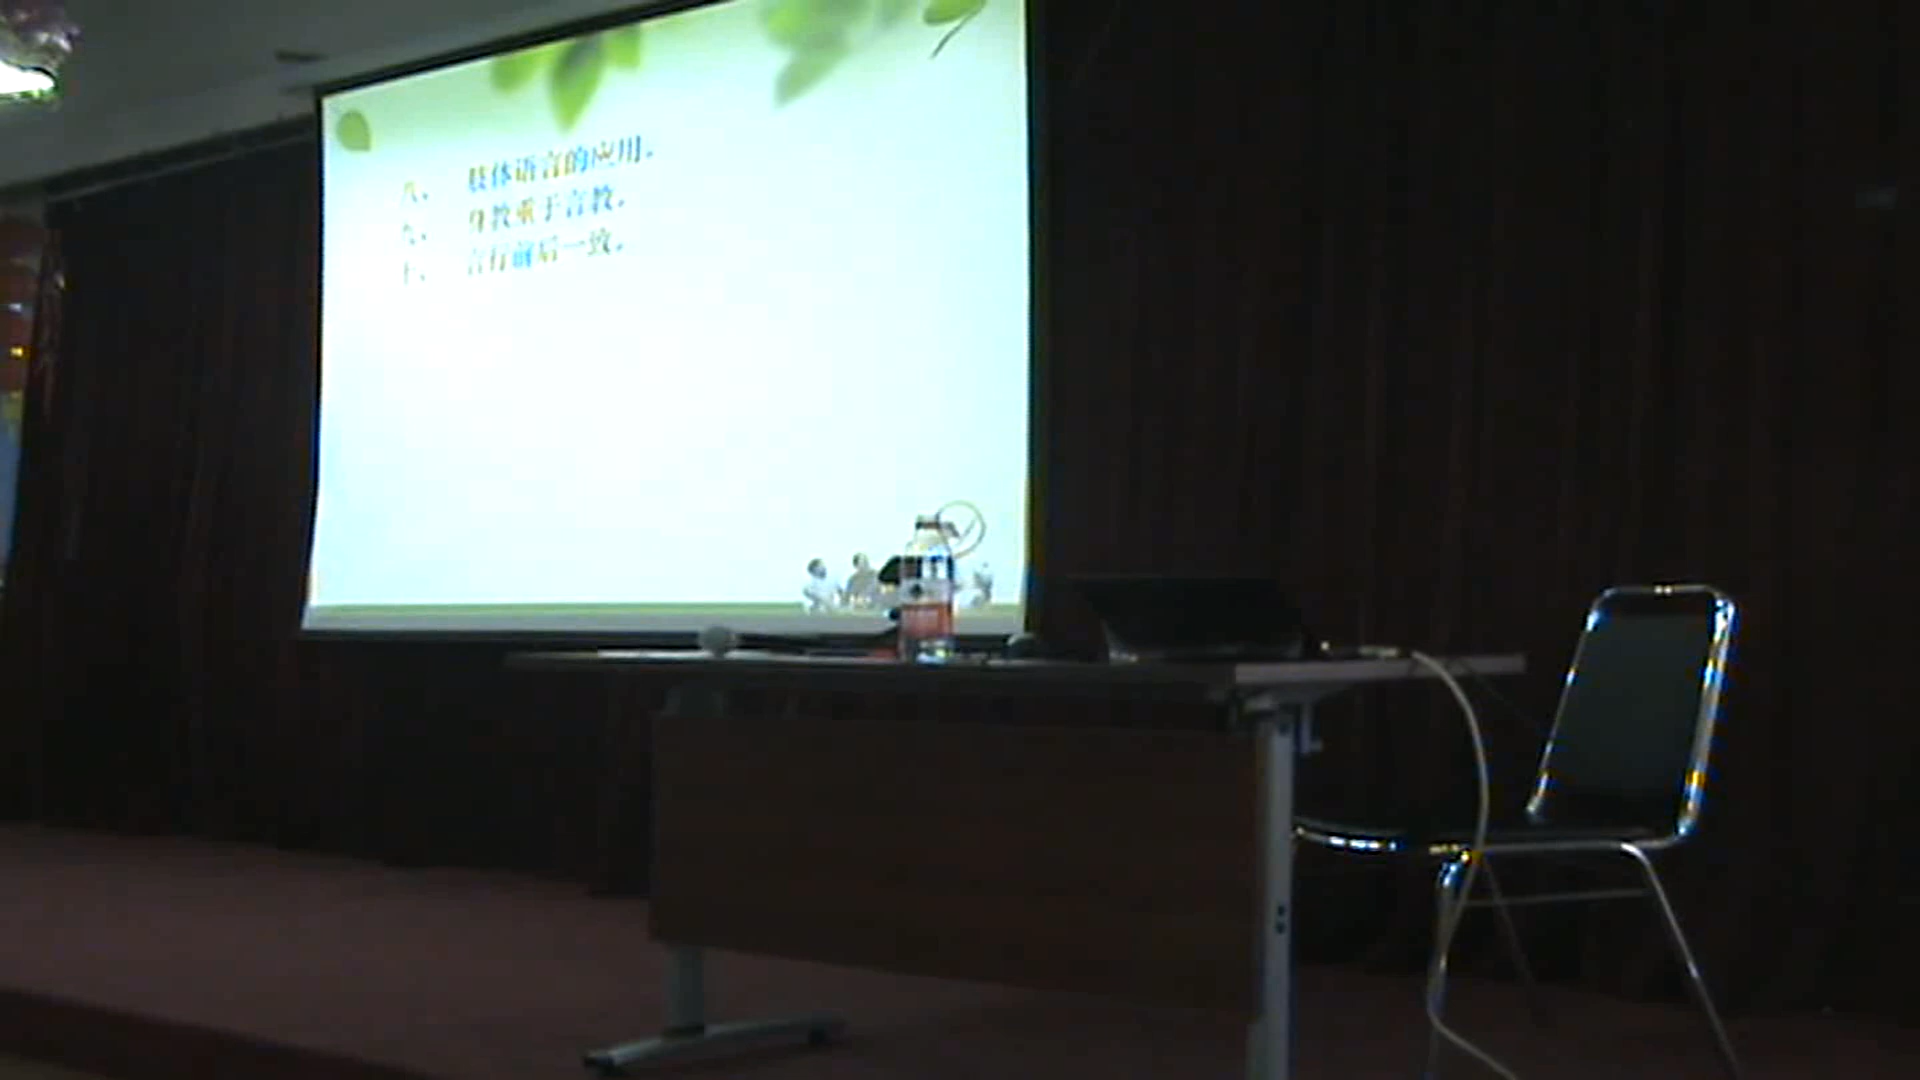 八、 肢体语言的应用。
九、 身教重于言教。
十、 言行前后一致。